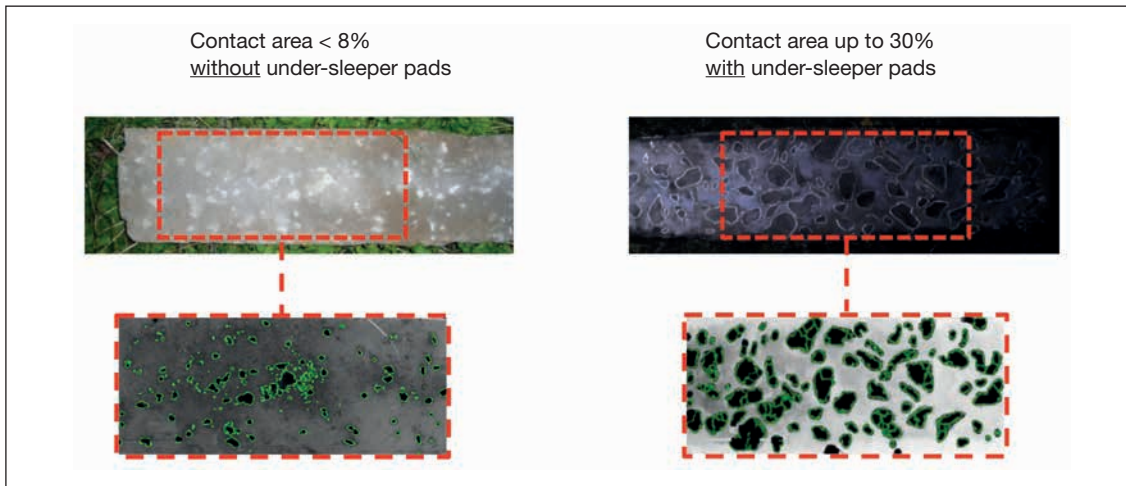 Contact area < 8%
without under-sleeper pads
Contact area up to 30%
with under-sleeper pads